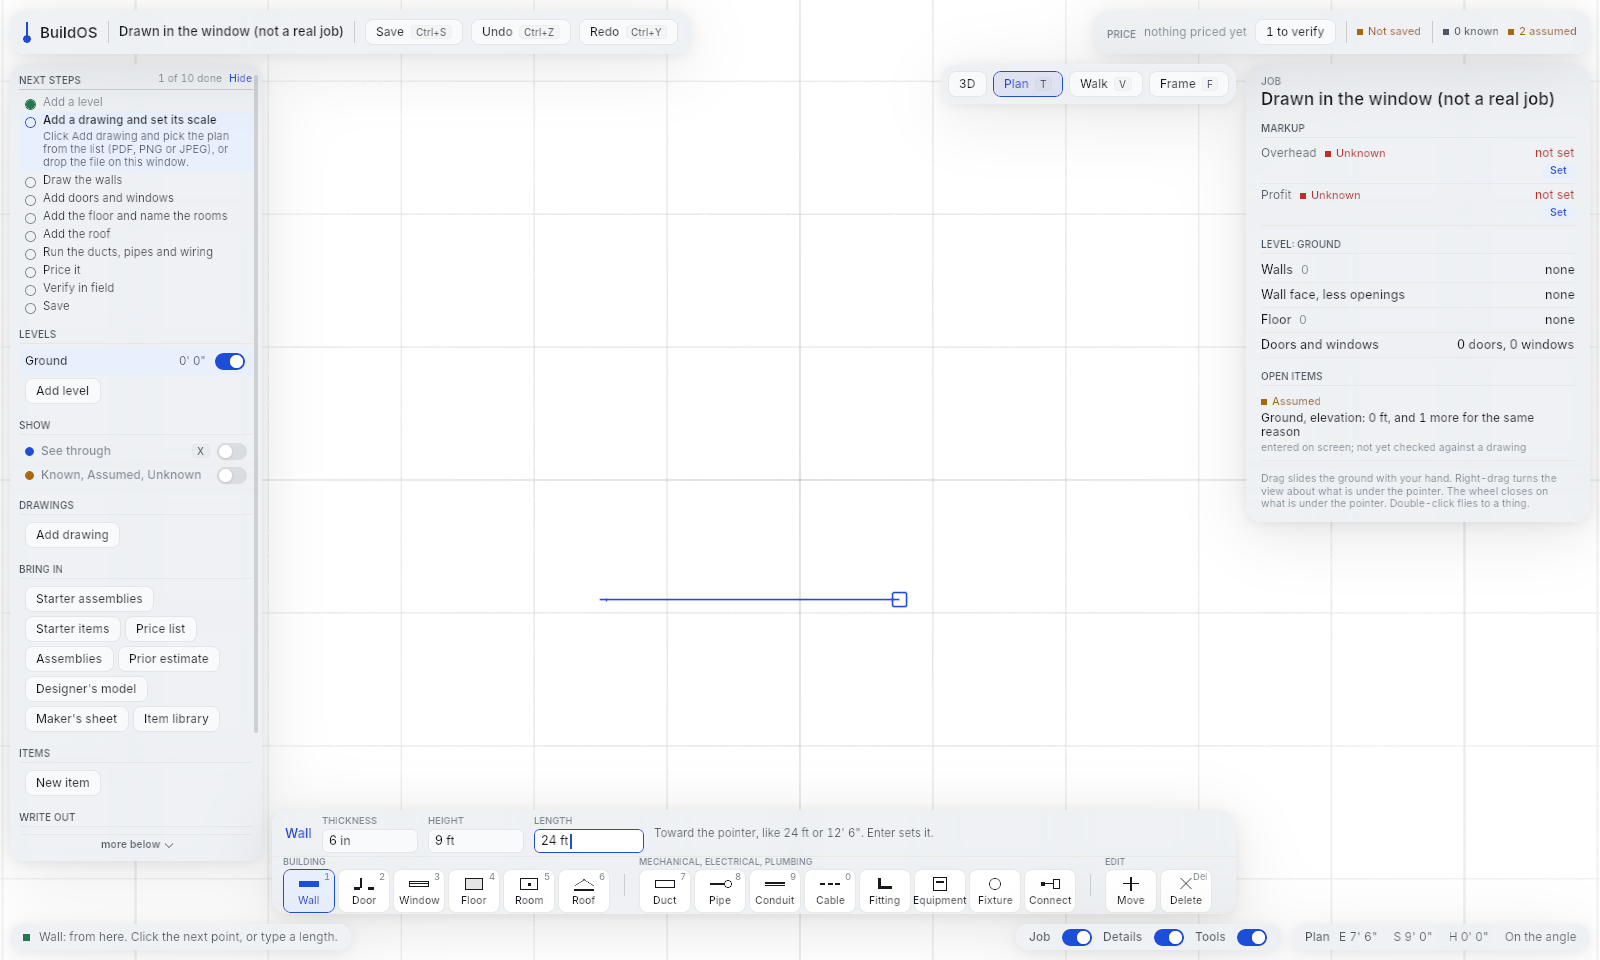 BuildOS
Drawn in the window (not a real job)
Save Ctrl+S
Undo Ctrl+Z
Redo Ctrl+Y
PRICE nothing priced yet
1 to verify
Not saved
0 known
2 assumed
NEXT STEPS 1 of 10 done Hide
Add a level
Add a drawing and set its scale
Click Add drawing and pick the plan
from the list (PDF, PNG or JPEG), or
drop the file on this window.
Draw the walls
Add doors and windows
Add the floor and name the rooms
Add the roof
Run the ducts, pipes and wiring
Price it
Verify in field
Save
LEVELS
Ground 0' 0"
Add level
SHOW
See through X
Known, Assumed, Unknown
DRAWINGS
Add drawing
BRING IN
Starter assemblies
Starter items Price list
Assemblies Prior estimate
Designer's model
Maker's sheet Item library
ITEMS
New item
WRITE OUT
more below
3D
Plan T
Walk V
Frame F
JOB
Drawn in the window (not a real job)
MARKUP
Overhead Unknown not set
Set
Profit Unknown not set
Set
LEVEL: GROUND
Walls 0 none
Wall face, less openings none
Floor 0 none
Doors and windows 0 doors, 0 windows
OPEN ITEMS
Assumed
Ground, elevation: 0 ft, and 1 more for the same
reason
entered on screen; not yet checked against a drawing
Drag slides the ground with your hand. Right-drag turns the
view about what is under the pointer. The wheel closes on
what is under the pointer. Double-click flies to a thing.
Wall
THICKNESS HEIGHT LENGTH
6 in 9 ft 24 ft
Toward the pointer, like 24 ft or 12' 6". Enter sets it.
BUILDING
Wall 1
Door 2
Window 3
Floor 4
Room 5
Roof 6
MECHANICAL, ELECTRICAL, PLUMBING
Duct 7
Pipe 8
Conduit 9
Cable 0
Fitting
Equipment
Fixture
Connect
EDIT
Move
Delete Del
Wall: from here. Click the next point, or type a length.
Job Details Tools
Plan E 7' 6" S 9' 0" H 0' 0" On the angle